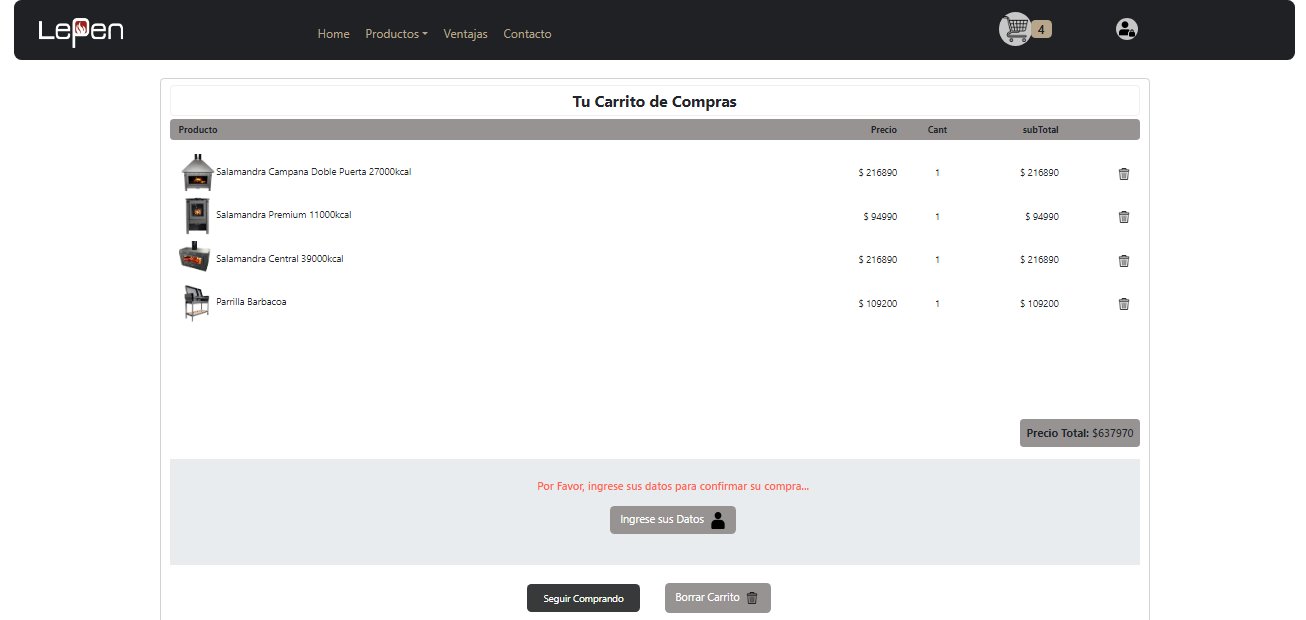 LePen
Home Productos Ventajas Contacto 4
Tu Carrito de Compras
Producto Precio Cant subTotal
Salamandra Campana Doble Puerta 27000kcal $ 216890 1 $ 216890
Salamandra Premium 11000kcal $ 94990 1 $ 94990
Salamandra Central 39000kcal $ 216890 1 $ 216890
Parrilla Barbacoa $ 109200 1 $ 109200
Precio Total: $637970
Por Favor, ingrese sus datos para confirmar su compra...
Ingrese sus Datos
Seguir Comprando Borrar Carrito